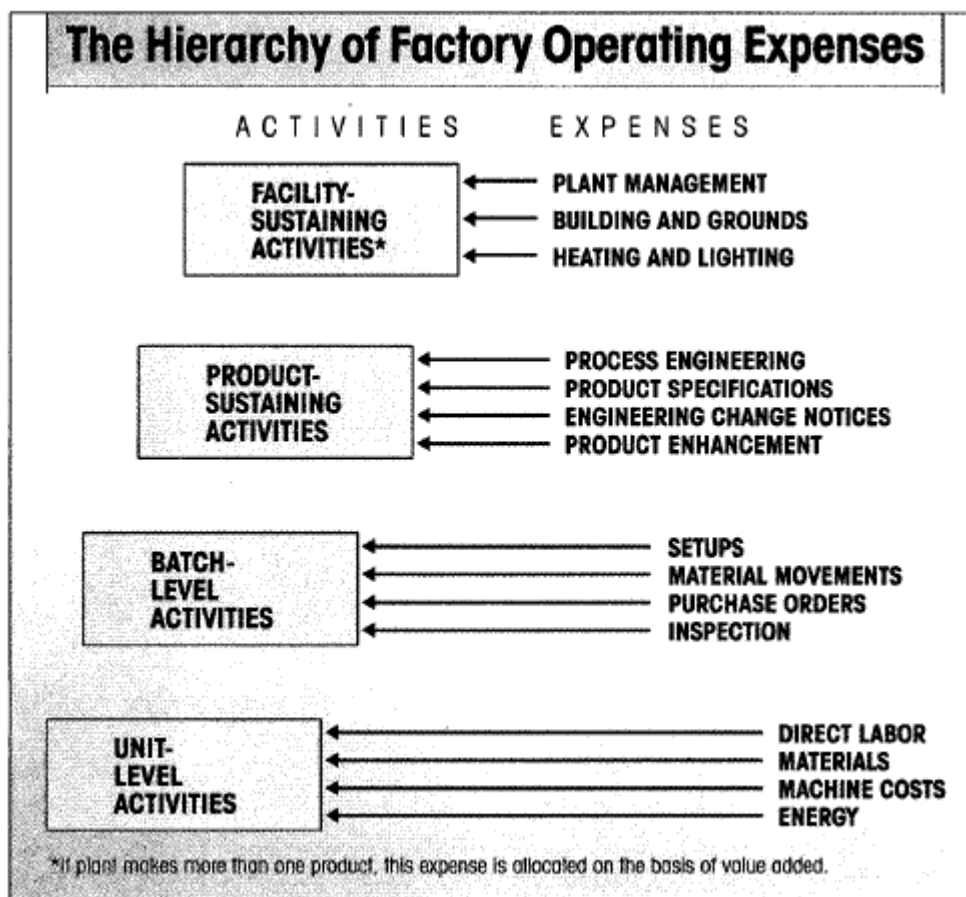 The Hierarchy of Factory Operating Expenses
ACTIVITIES EXPENSES
FACILITY-
SUSTAINING
ACTIVITIES*
PLANT MANAGEMENT
BUILDING AND GROUNDS
HEATING AND LIGHTING
PRODUCT-
SUSTAINING
ACTIVITIES
PROCESS ENGINEERING
PRODUCT SPECIFICATIONS
ENGINEERING CHANGE NOTICES
PRODUCT ENHANCEMENT
BATCH-
LEVEL
ACTIVITIES
SETUPS
MATERIAL MOVEMENTS
PURCHASE ORDERS
INSPECTION
UNIT-
LEVEL
ACTIVITIES
DIRECT LABOR
MATERIALS
MACHINE COSTS
ENERGY
*If plant makes more than one product, this expense is allocated on the basis of value added.